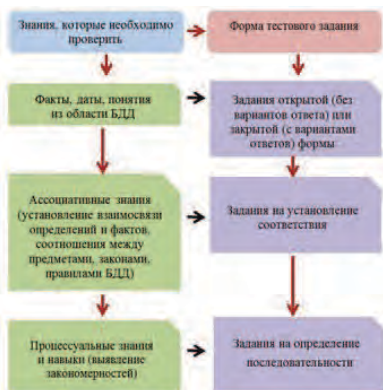 Знания, которые необходимо
проверить
Форма тестового задания
Факты, даты, понятия
из области БДД
Задания открытой (без
вариантов ответа) или
закрытой (с вариантами
ответов) формы
Ассоциативные знания
(установление взаимосвязи
определений и фактов,
соотношения между
предметами, законами,
правилами БДД)
Задания на установление
соответствия
Процессуальные знания
и навыки (выявление
закономерностей)
Задания на определение
последовательности